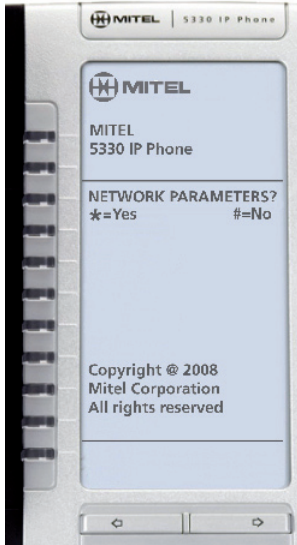 MITEL | 5330 IP Phone
MITEL
MITEL
5330 IP Phone
NETWORK PARAMETERS?
*=Yes #=No
Copyright @ 2008
Mitel Corporation
All rights reserved